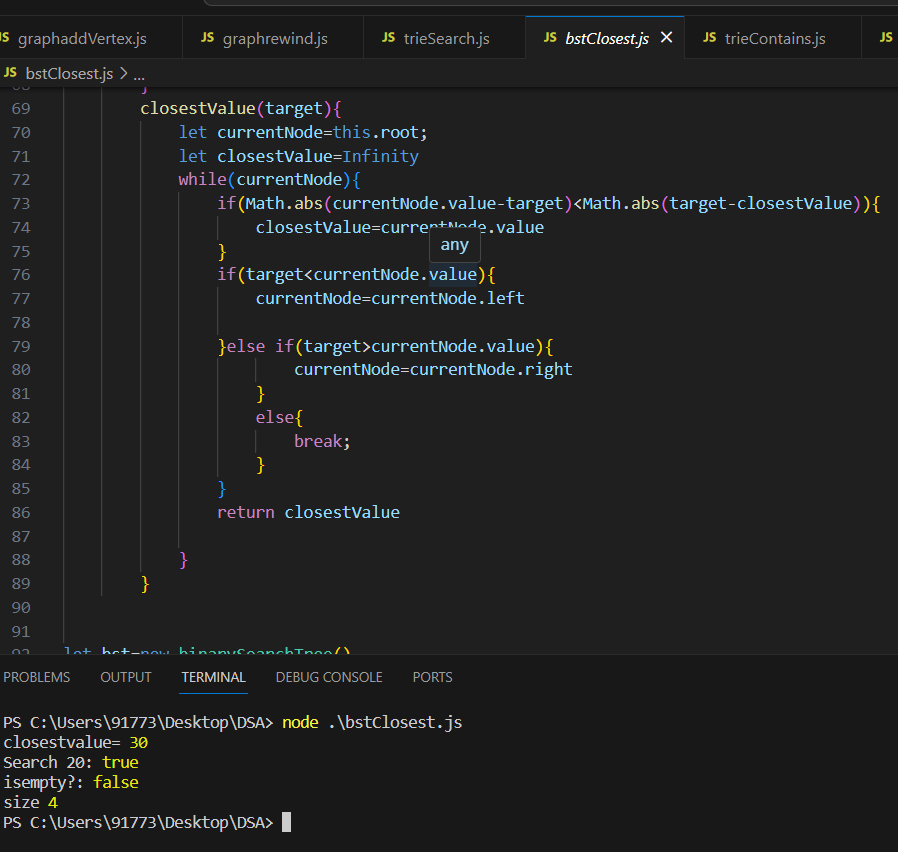 JS graphaddVertex.js JS graphrewind.js JS trieSearch.js JS bstClosest.js × JS trieContains.js JS
JS bstClosest.js > ...
68 }
69 closestValue(target){
70 let currentNode=this.root;
71 let closestValue=Infinity
72 while(currentNode){
73 if(Math.abs(currentNode.value-target)<Math.abs(target-closestValue)){
74 closestValue=currentNode.value
75 }
any
76 if(target<currentNode.value){
77 currentNode=currentNode.left
78
79 }else if(target>currentNode.value){
80 currentNode=currentNode.right
81 }
82 else{
83 break;
84 }
85 }
86 return closestValue
87
88 }
89 }
90
91
92 let bst=new binarySearchTree()
PROBLEMS OUTPUT TERMINAL DEBUG CONSOLE PORTS
PS C:\Users\91773\Desktop\DSA> node .\bstClosest.js
closestvalue= 30
Search 20: true
isempty?: false
size 4
PS C:\Users\91773\Desktop\DSA>